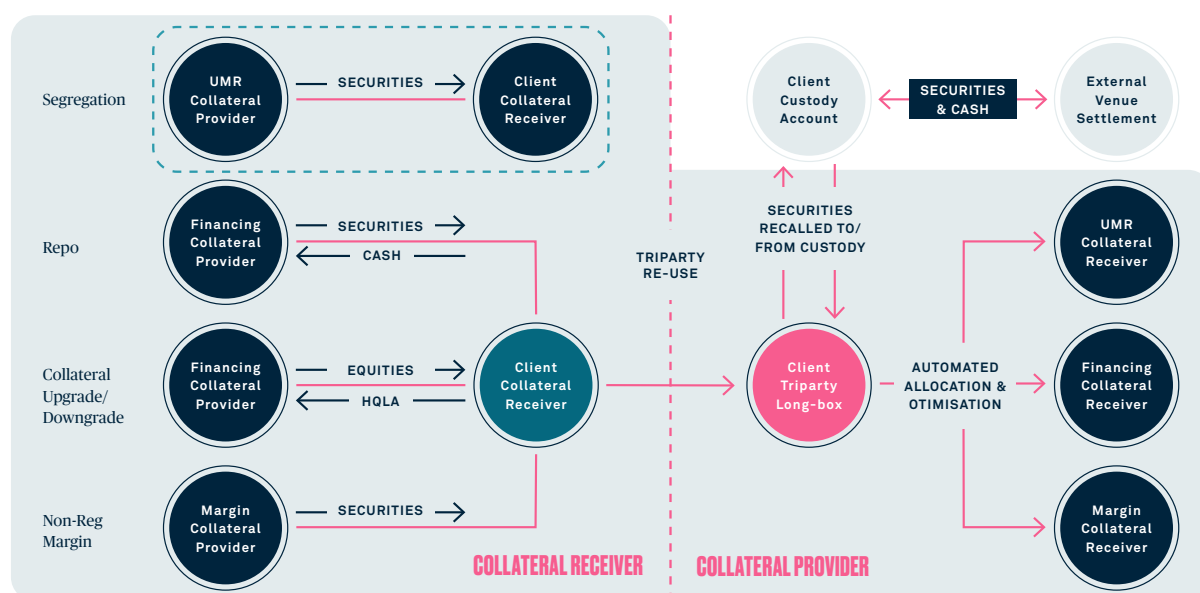 Segregation
UMR
Collateral
Provider
SECURITIES
Client
Collateral
Receiver
Client
Custody
Account
SECURITIES
& CASH
External
Venue
Settlement
Repo
Financing
Collateral
Provider
SECURITIES
CASH
TRIPARTY
RE-USE
SECURITIES
RECALLED TO/
FROM CUSTODY
UMR
Collateral
Receiver
Collateral
Upgrade/
Downgrade
Financing
Collateral
Provider
EQUITIES
HQLA
Client
Collateral
Receiver
Client
Triparty
Long-box
AUTOMATED
ALLOCATION &
OTIMISATION
Financing
Collateral
Receiver
Non-Reg
Margin
Margin
Collateral
Provider
SECURITIES
Margin
Collateral
Receiver
COLLATERAL RECEIVER
COLLATERAL PROVIDER